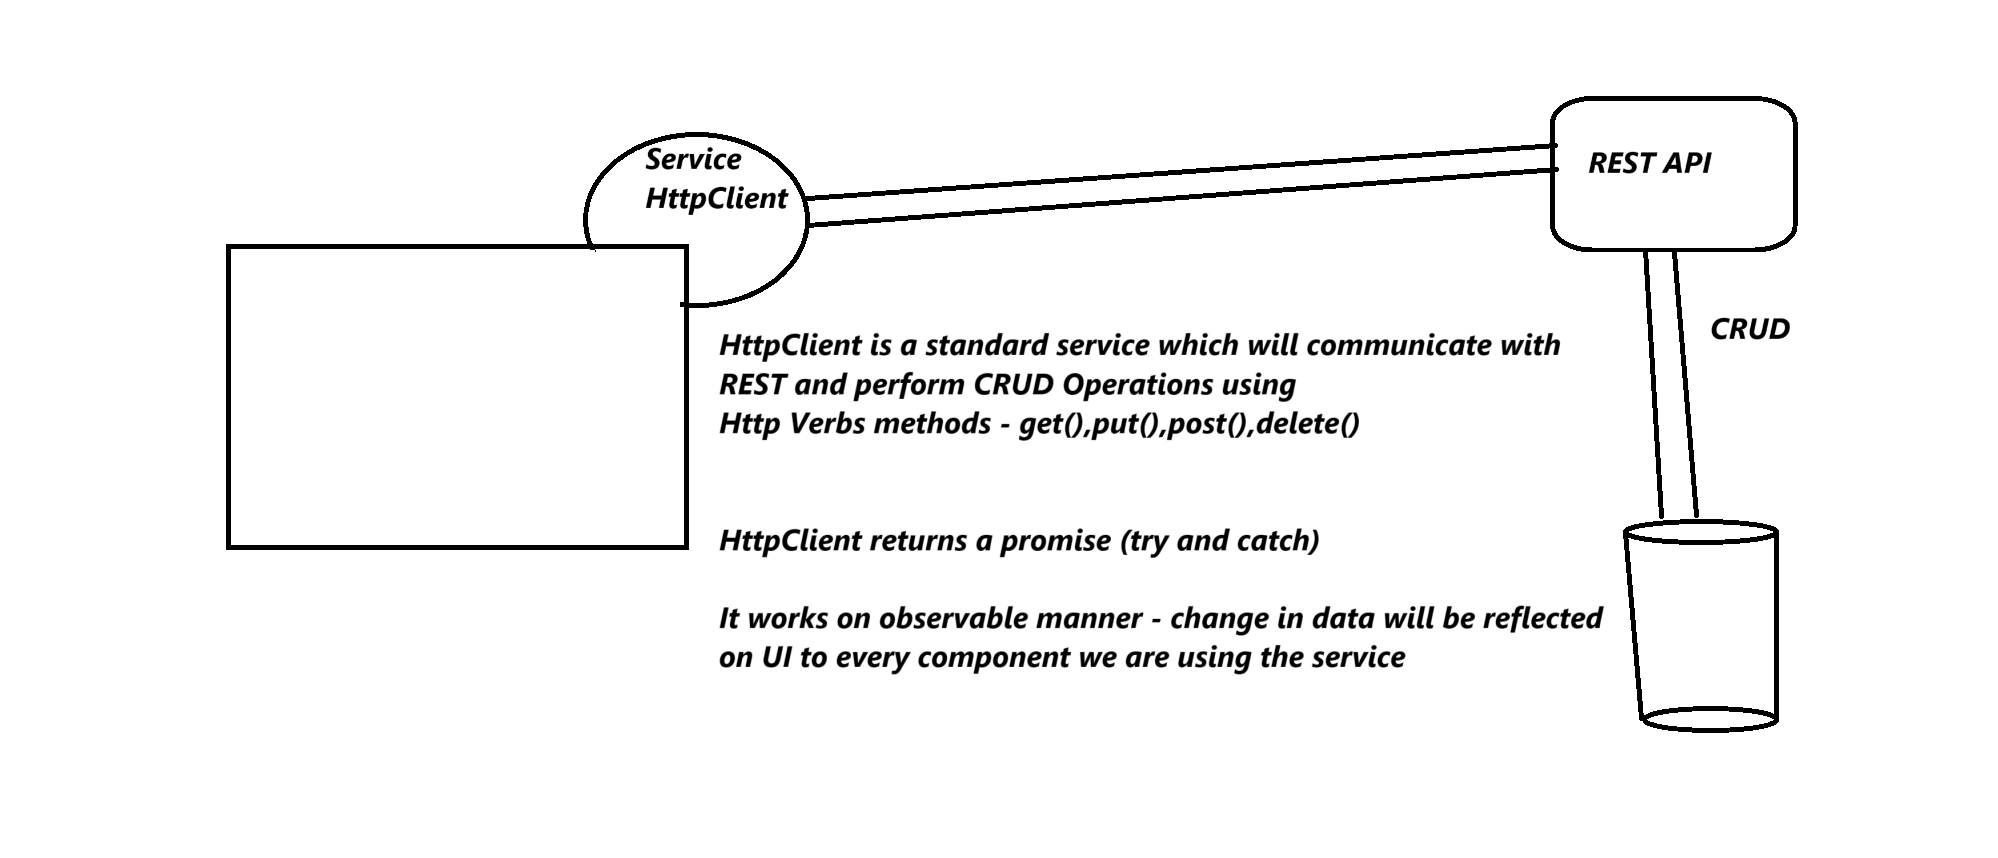 Service
HttpClient
REST API
CRUD
HttpClient is a standard service which will communicate with
REST and perform CRUD Operations using
Http Verbs methods - get(),put(),post(),delete()
HttpClient returns a promise (try and catch)
It works on observable manner - change in data will be reflected
on UI to every component we are using the service